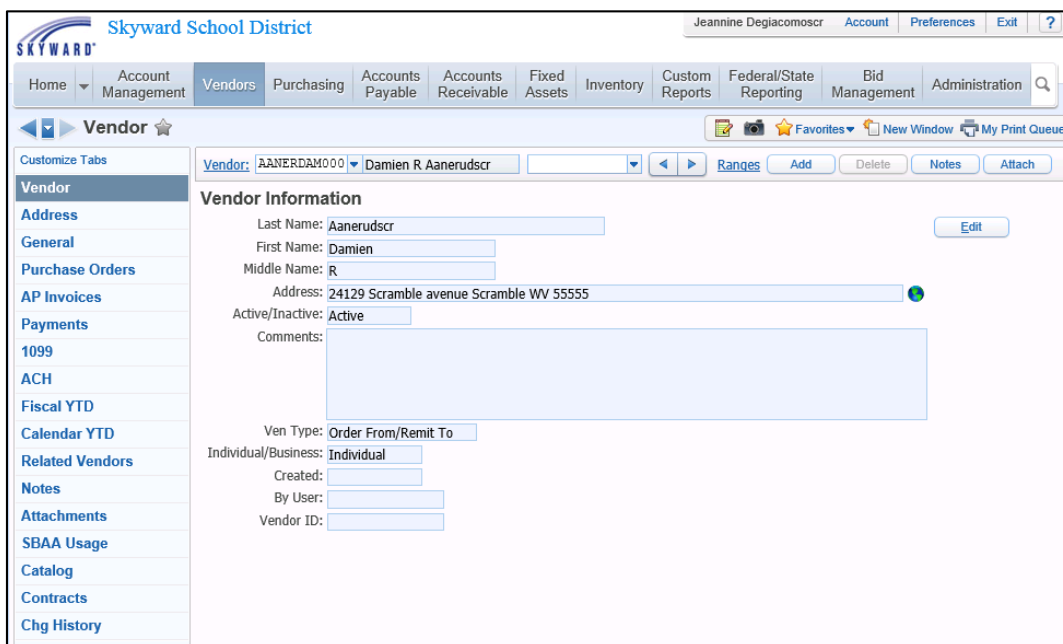 SKYWARD
Skyward School District
Jeannine Degiacomoscr Account Preferences Exit ?
Home Account Management Vendors Purchasing Accounts Payable Accounts Receivable Fixed Assets Inventory Custom Reports Federal/State Reporting Bid Management Administration
Vendor Favorites New Window My Print Queue
Customize Tabs
Vendor
Address
General
Purchase Orders
AP Invoices
Payments
1099
ACH
Fiscal YTD
Calendar YTD
Related Vendors
Notes
Attachments
SBAA Usage
Catalog
Contracts
Chg History
Vendor: AANERDAM000 Damien R Aanerudscr Ranges Add Delete Notes Attach
Vendor Information
Last Name: Aanerudscr
Edit
First Name: Damien
Middle Name: R
Address: 24129 Scramble avenue Scramble WV 55555
Active/Inactive: Active
Comments:
Ven Type: Order From/Remit To
Individual/Business: Individual
Created:
By User:
Vendor ID: